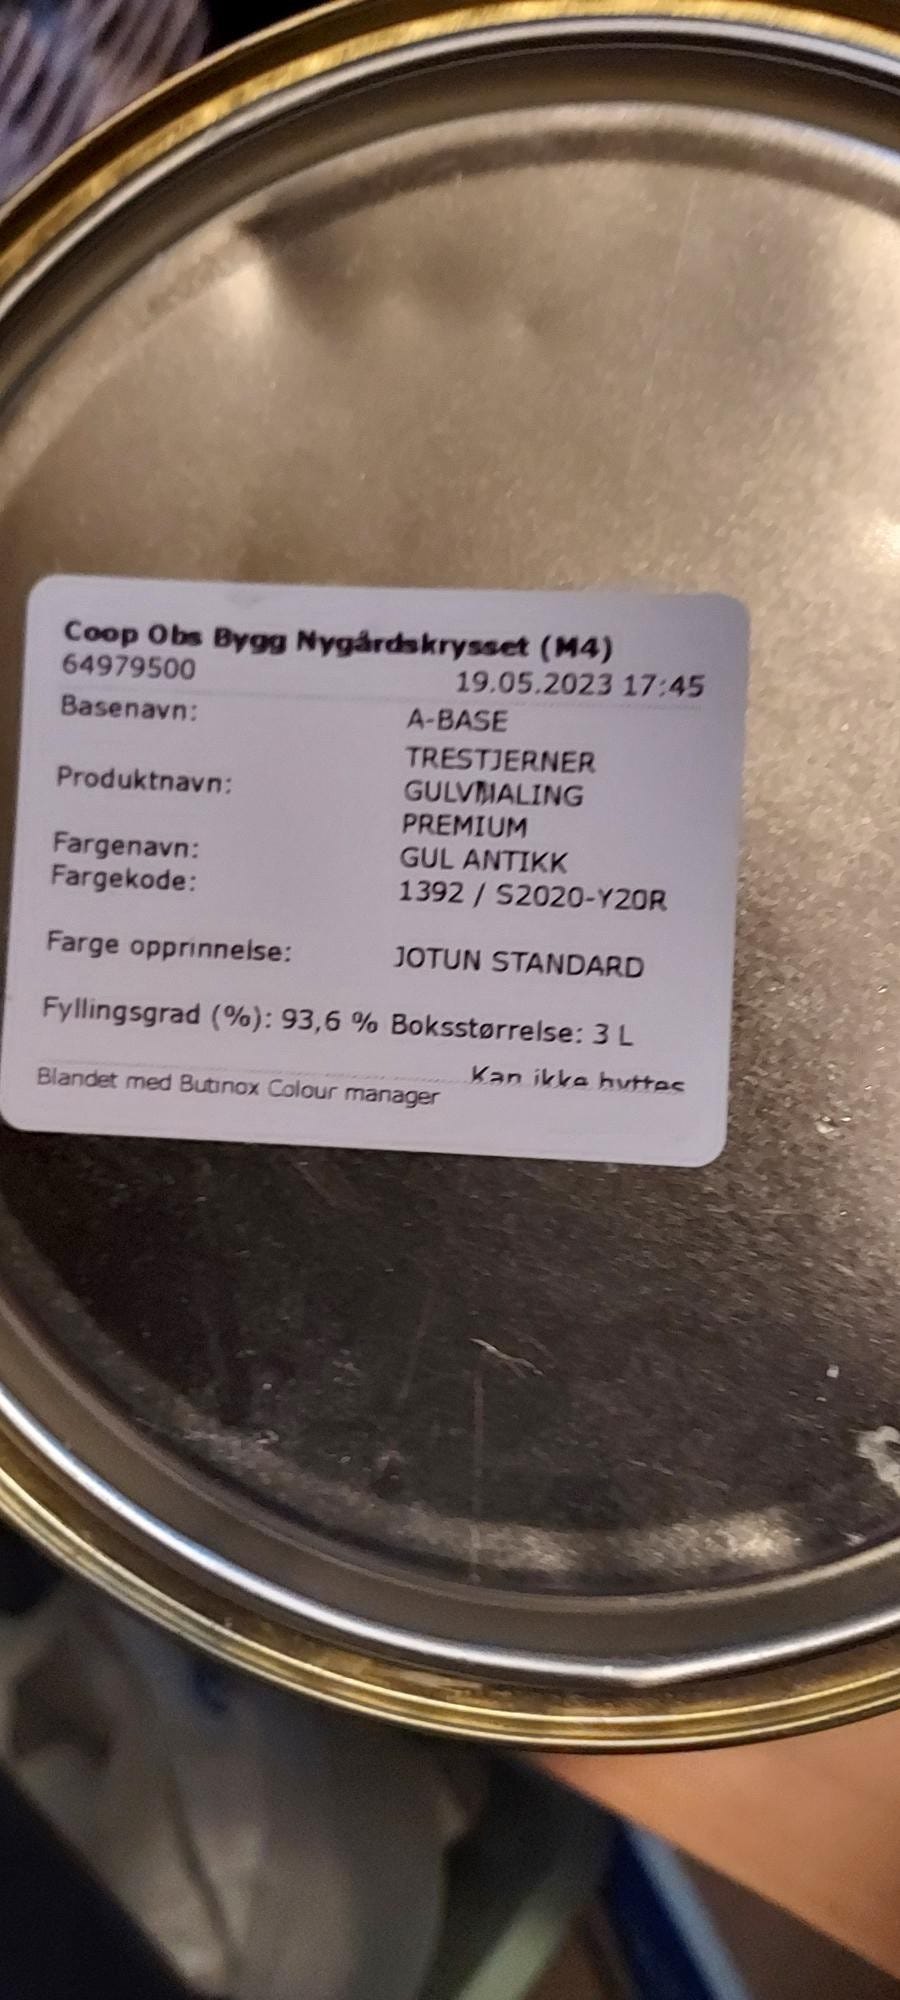 Coop Obs Bygg Nygårdskrysset (M4)
64979500 19.05.2023 17:45
Basenavn: A-BASE
Produktnavn: TRESTJERNER
GULVMALING
PREMIUM
Fargenavn: GUL ANTIKK
Fargekode: 1392 / S2020-Y20R
Farge opprinnelse: JOTUN STANDARD
Fyllingsgrad (%): 93,6 % Boksstørrelse: 3 L
Kan ikke byttes
Blandet med Butinox Colour manager